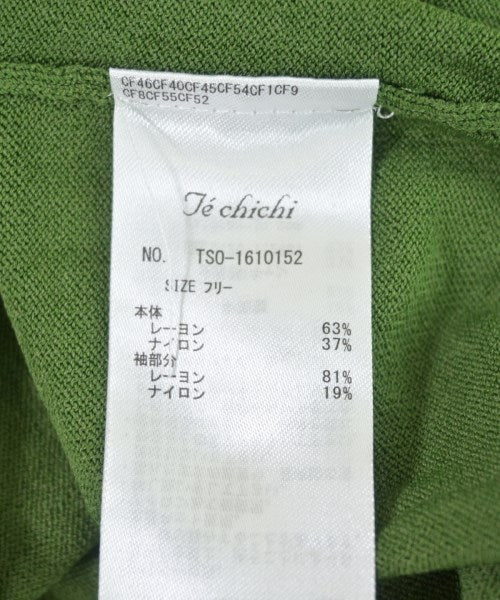 CF46CF40CF45CF54CF1CF9
CF8CF55CF52
Té chichi
NO. TSO-1610152
SIZE フリー
本体
レーヨン 63%
ナイロン 37%
袖部分
レーヨン 81%
ナイロン 19%